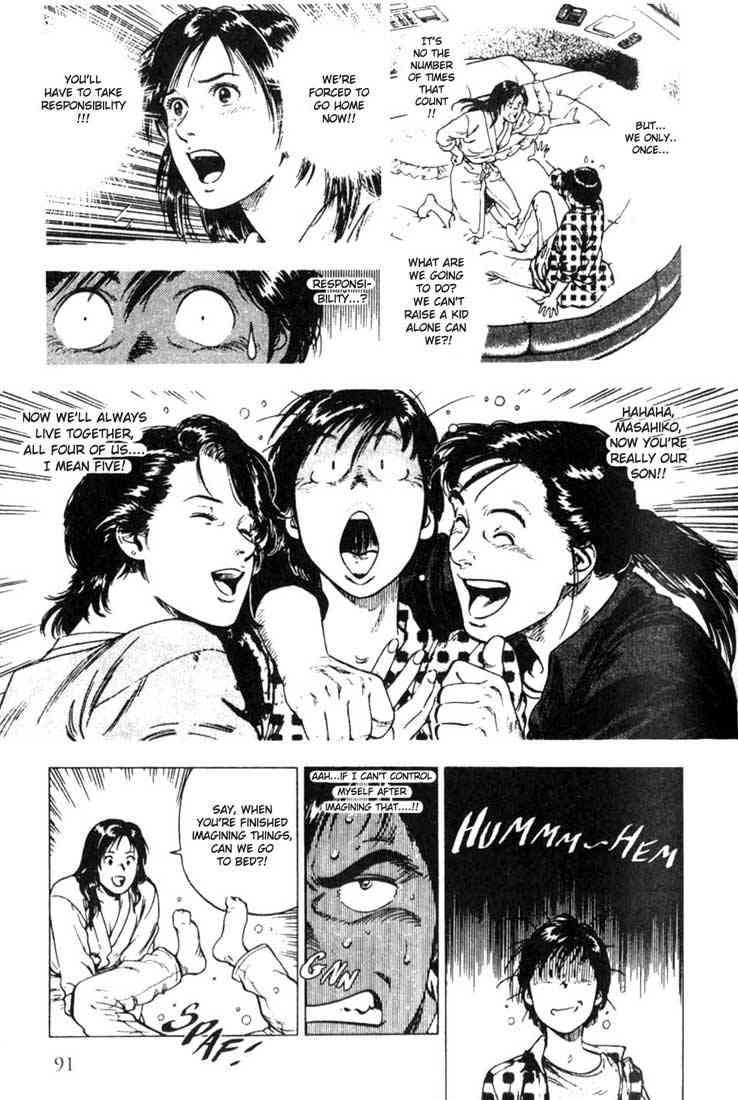 IT'S
NO THE
NUMBER
OF TIMES
THAT
COUNT
!!
BUT...
WE ONLY..
ONCE...
WHAT ARE
WE GOING
TO DO?
WE CAN'T
RAISE A KID
ALONE CAN
WE?!
WE'RE
FORCED TO
GO HOME
NOW!!
YOU'LL
HAVE TO TAKE
RESPONSIBILITY
!!!
RESPONSI-
BILITY...?
HAHAHA,
MASAHIKO,
NOW YOU'RE
REALLY OUR
SON!!
NOW WE'LL ALWAYS
LIVE TOGETHER,
ALL FOUR OF US....
I MEAN FIVE!
HUMMM~HEM
AAH...IF I CAN'T CONTROL
MYSELF AFTER
IMAGINING THAT....!!
GNN
SAY, WHEN
YOU'RE FINISHED
IMAGINING THINGS,
CAN WE GO
TO BED?!
SPAF!
91